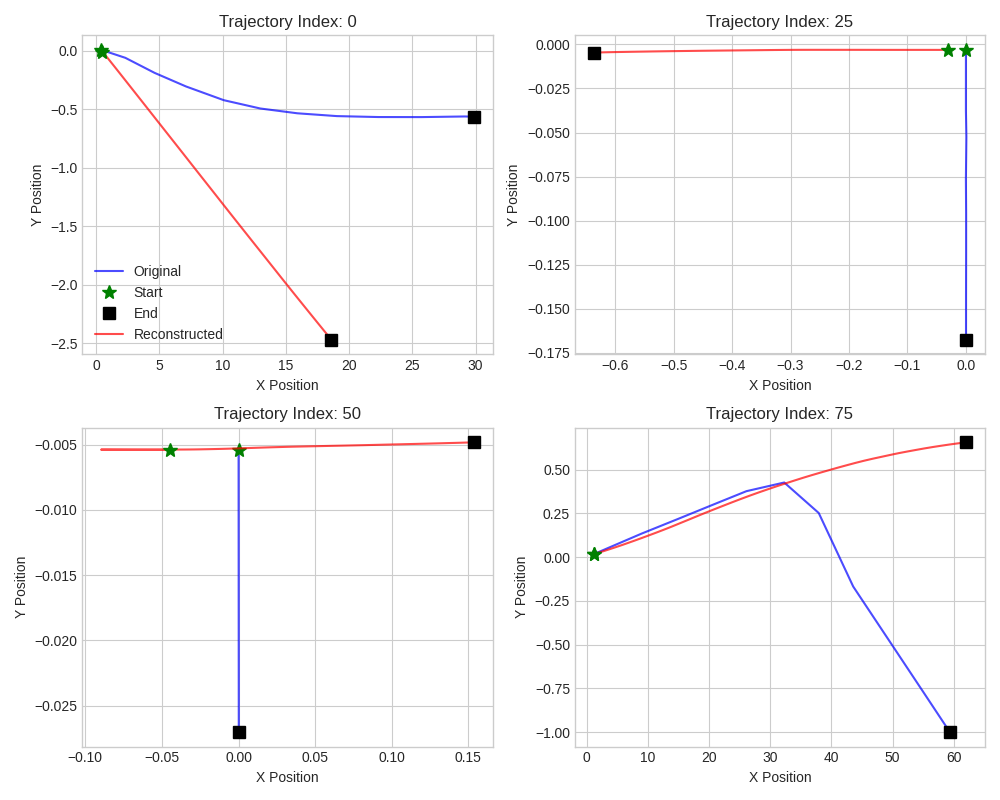 Trajectory Index: 0
0.0
−0.5
−1.0
−1.5
−2.0
−2.5
Y Position
Original
Start
End
Reconstructed
0 5 10 15 20 25 30
X Position
Trajectory Index: 25
0.000
−0.025
−0.050
−0.075
−0.100
−0.125
−0.150
−0.175
Y Position
−0.6 −0.5 −0.4 −0.3 −0.2 −0.1 0.0
X Position
Trajectory Index: 50
−0.005
−0.010
−0.015
−0.020
−0.025
Y Position
−0.10 −0.05 0.00 0.05 0.10 0.15
X Position
Trajectory Index: 75
0.50
0.25
0.00
−0.25
−0.50
−0.75
−1.00
Y Position
0 10 20 30 40 50 60
X Position